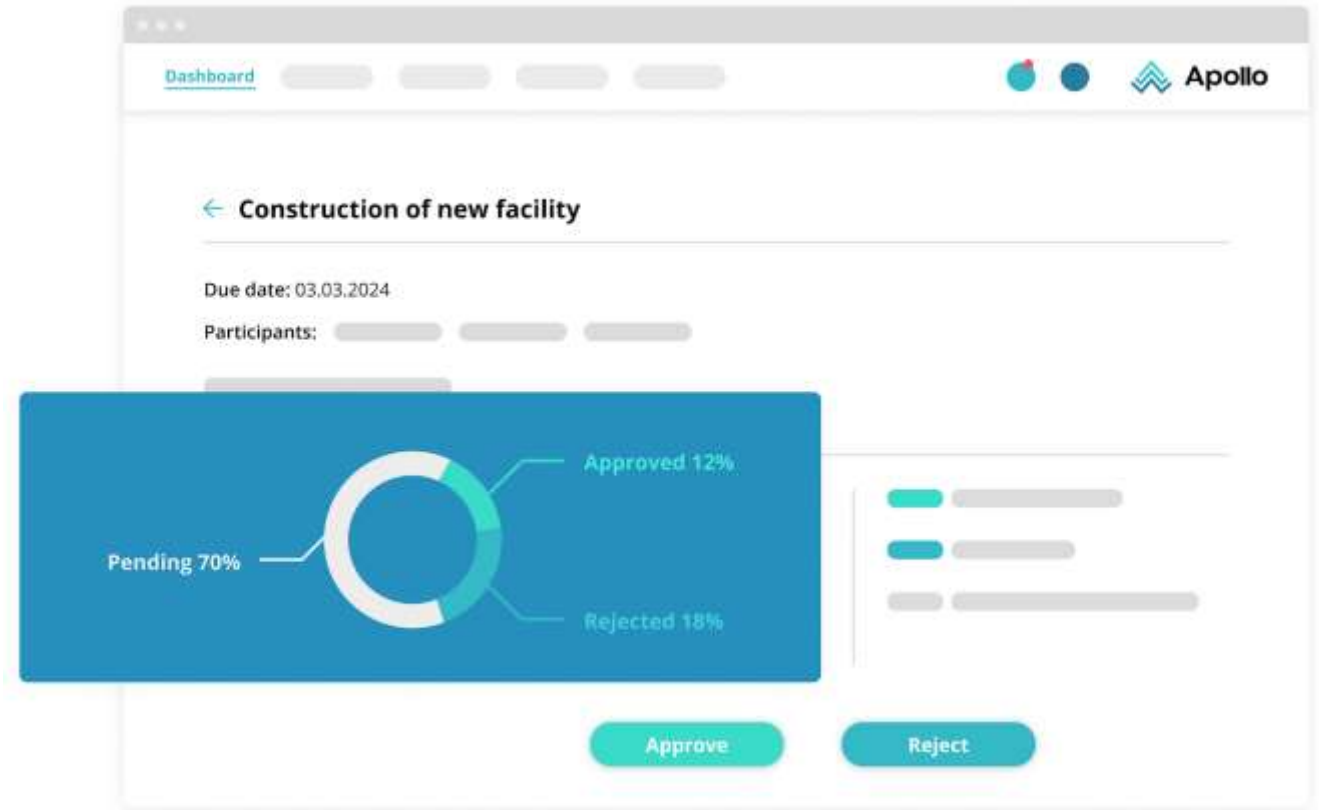 Dashboard
Apollo
Construction of new facility
Due date: 03.03.2024
Participants:
Approved 12%
Pending 70%
Rejected 18%
Approve
Reject